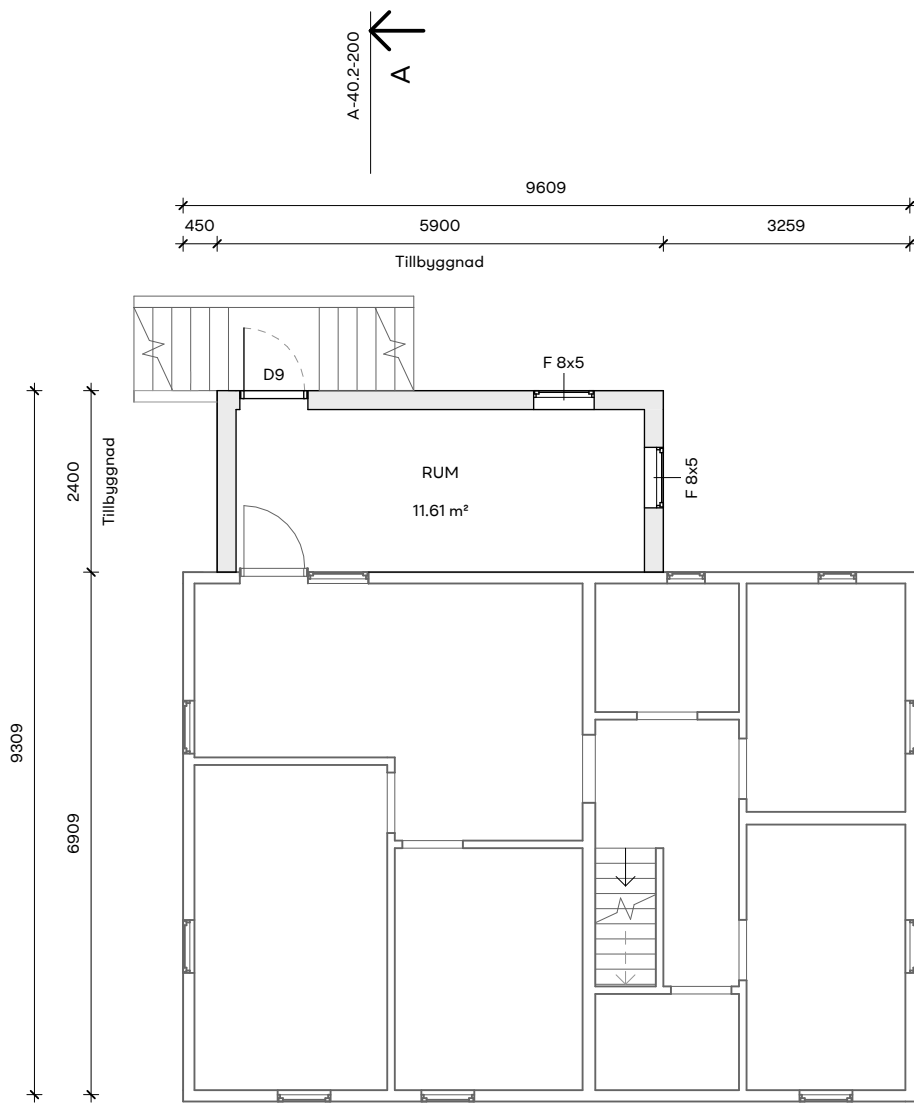 A-40.2-200
A
9609
450
5900
3259
Tillbyggnad
D9
F 8x5
RUM
11.61 m²
F 8x5
2400
Tillbyggnad
9309
6909